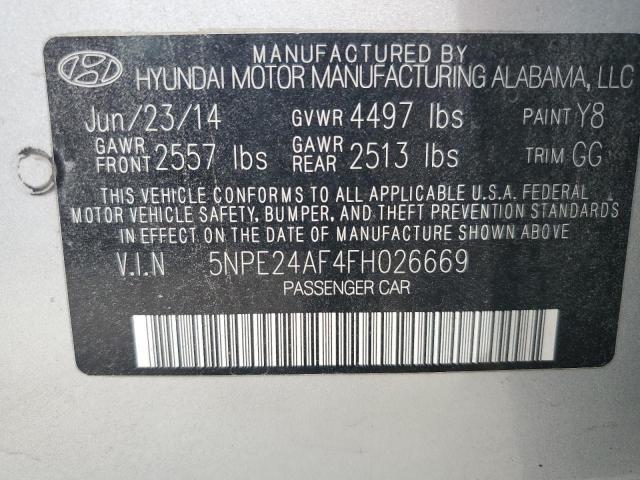 MANUFACTURED BY
HYUNDAI MOTOR MANUFACTURING ALABAMA, LLC
Jun/23/14 GVWR 4497 lbs PAINT Y8
GAWR FRONT 2557 lbs GAWR REAR 2513 lbs TRIM GG
THIS VEHICLE CONFORMS TO ALL APPLICABLE U.S.A. FEDERAL
MOTOR VEHICLE SAFETY, BUMPER, AND THEFT PREVENTION STANDARDS
IN EFFECT ON THE DATE OF MANUFACTURE SHOWN ABOVE
V.I.N 5NPE24AF4FH026669
PASSENGER CAR